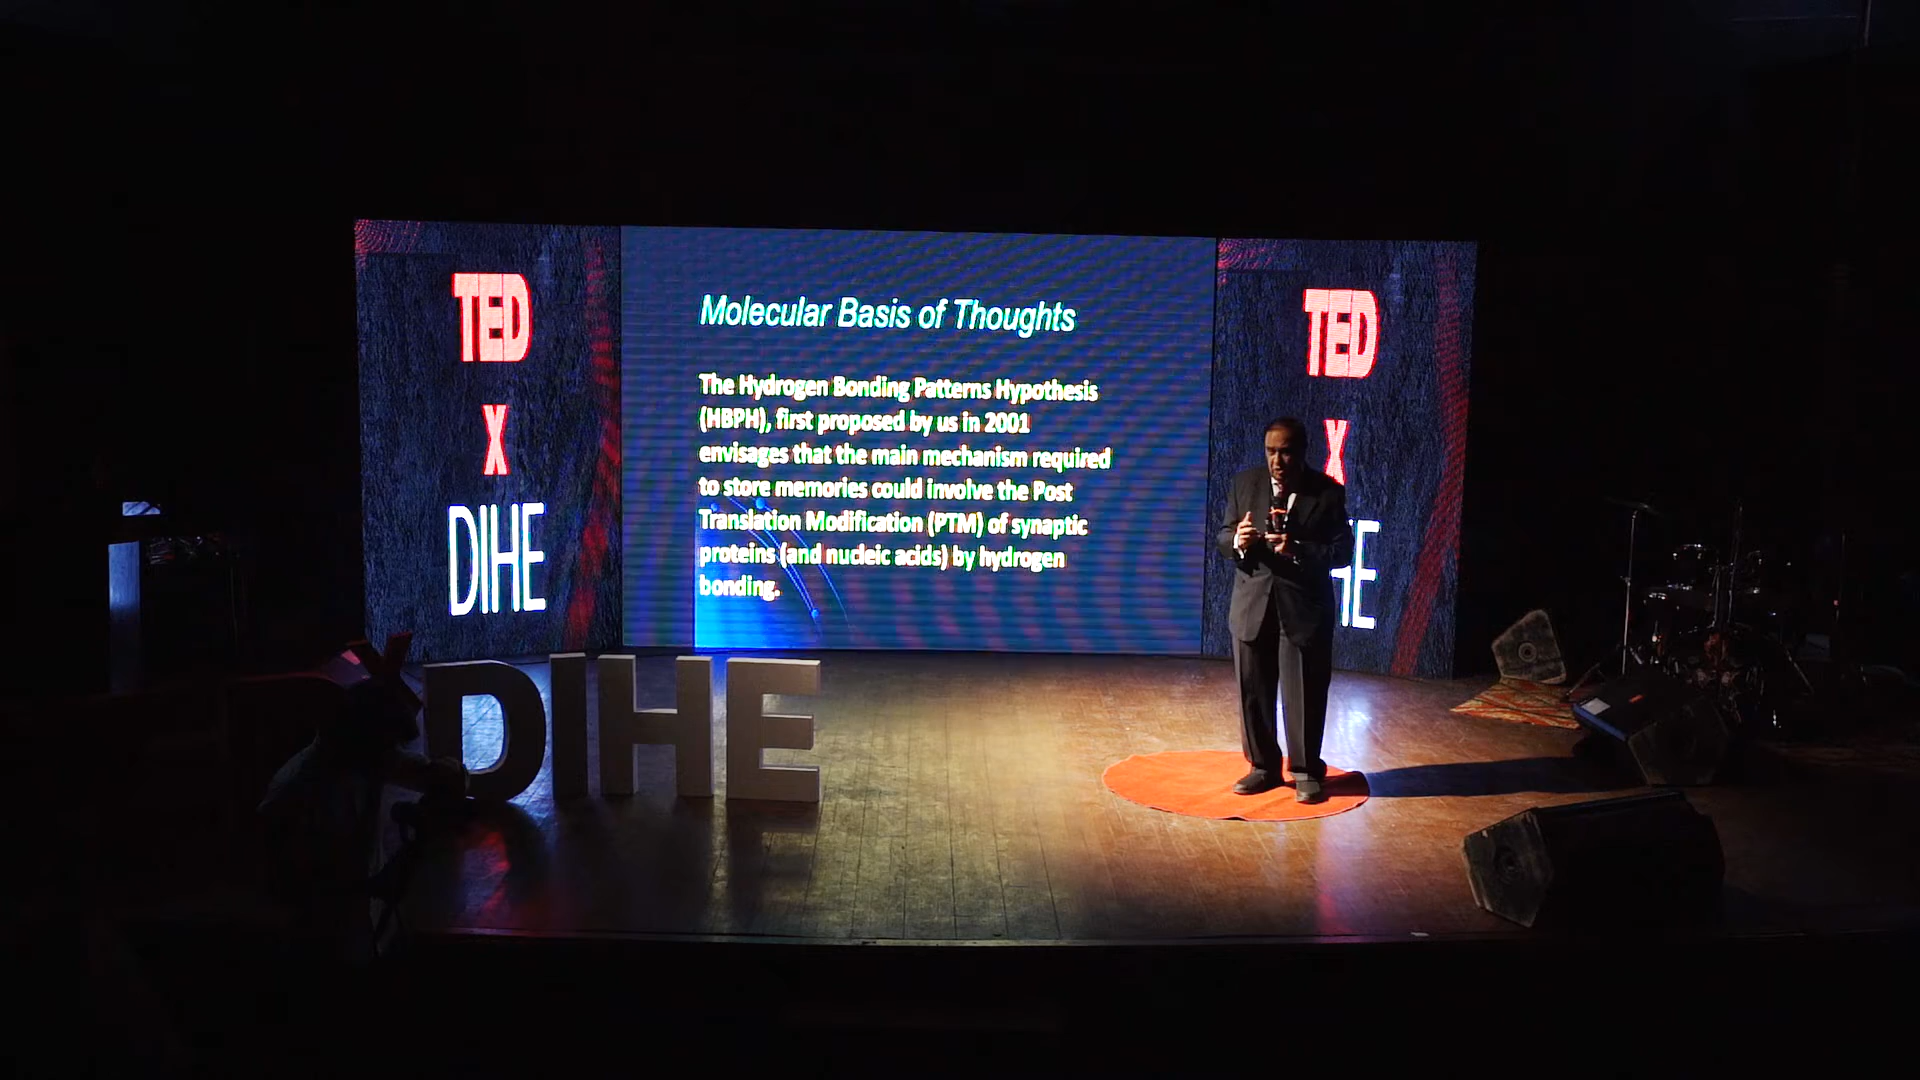 TED
X
DIHE
Molecular Basis of Thoughts
The Hydrogen Bonding Patterns Hypothesis
(HBPH), first proposed by us in 2001
envisages that the main mechanism required
to store memories could involve the Post
Translation Modification (PTM) of synaptic
proteins (and nucleic acids) by hydrogen
bonding.
TED
X
HE
X
DIHE